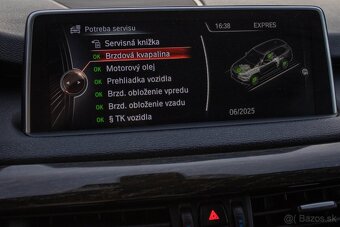 Potreba servisu
16:38
EXPRES
Servisná knižka
OK Brzdová kvapalina
OK Motorový olej
OK Prehliadka vozidla
OK Brzd. obloženie vpredu
OK Brzd. obloženie vzadu
OK § TK vozidla
06/2025
© Bazos.sk